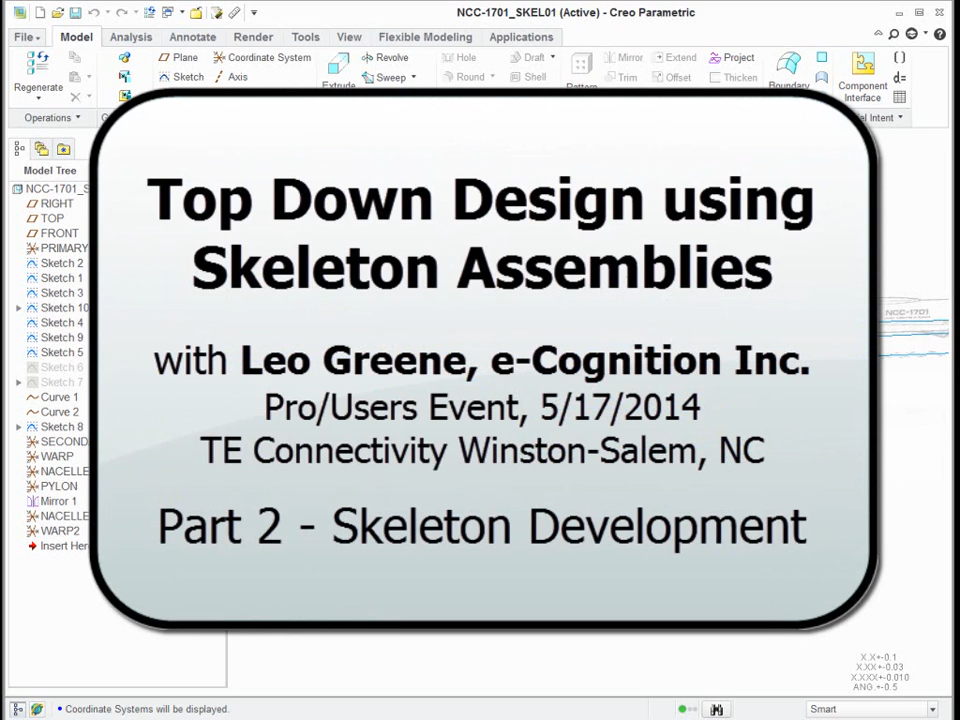 NCC-1701_SKEL01 (Active) - Creo Parametric
File
Model
Analysis
Annotate
Render
Tools
View
Flexible Modeling
Applications
Regenerate
Operations
Plane
Coordinate System
Sketch
Axis
Extrude
Revolve
Sweep
Hole
Round
Draft
Shell
Pattern
Mirror
Trim
Extend
Offset
Project
Thicken
Boundary
Component
Interface
Intent
Model Tree
NCC-1701_S
RIGHT
TOP
FRONT
PRIMARY
Sketch 2
Sketch 1
Sketch 3
Sketch 10
Sketch 4
Sketch 9
Sketch 5
Sketch 6
Sketch 7
Curve 1
Curve 2
Sketch 8
SECOND
WARP
NACELLE
PYLON
Mirror 1
NACELLE
WARP2
Insert Here
Top Down Design using
Skeleton Assemblies
with Leo Greene, e-Cognition Inc.
Pro/Users Event, 5/17/2014
TE Connectivity Winston-Salem, NC
Part 2 - Skeleton Development
NCC-1701
X.X+-0.1
X.XX+-0.03
X.XXX+-0.010
ANG.+-0.5
Coordinate Systems will be displayed.
Smart